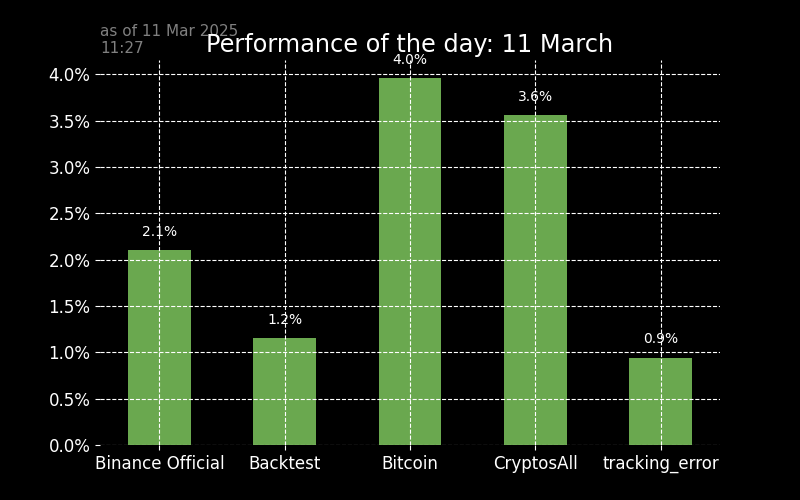 as of 11 Mar 2025
11:27
Performance of the day: 11 March
4.0%
3.5%
3.0%
2.5%
2.0%
1.5%
1.0%
0.5%
0.0%
2.1%
1.2%
4.0%
3.6%
0.9%
Binance Official
Backtest
Bitcoin
CryptosAll
tracking_error